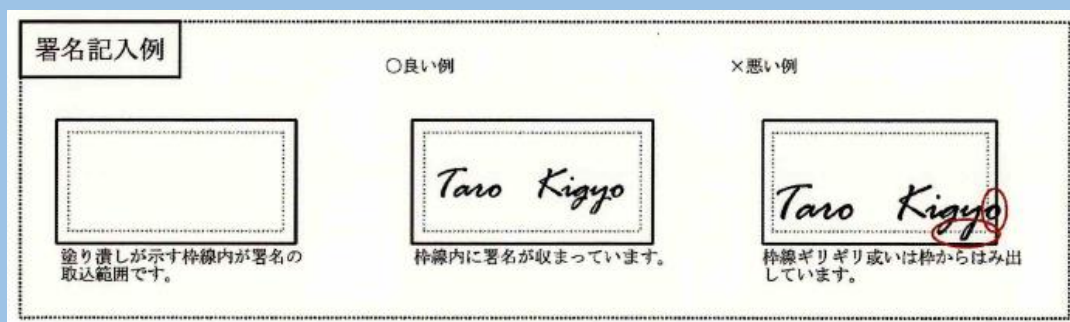 署名記入例
○良い例
×悪い例
Taro Kigyo
Taro Kigyo
塗り潰しが示す枠線内が署名の
取込範囲です。
枠線内に署名が収まっています。
枠線ギリギリ或いは枠からはみ出
しています。